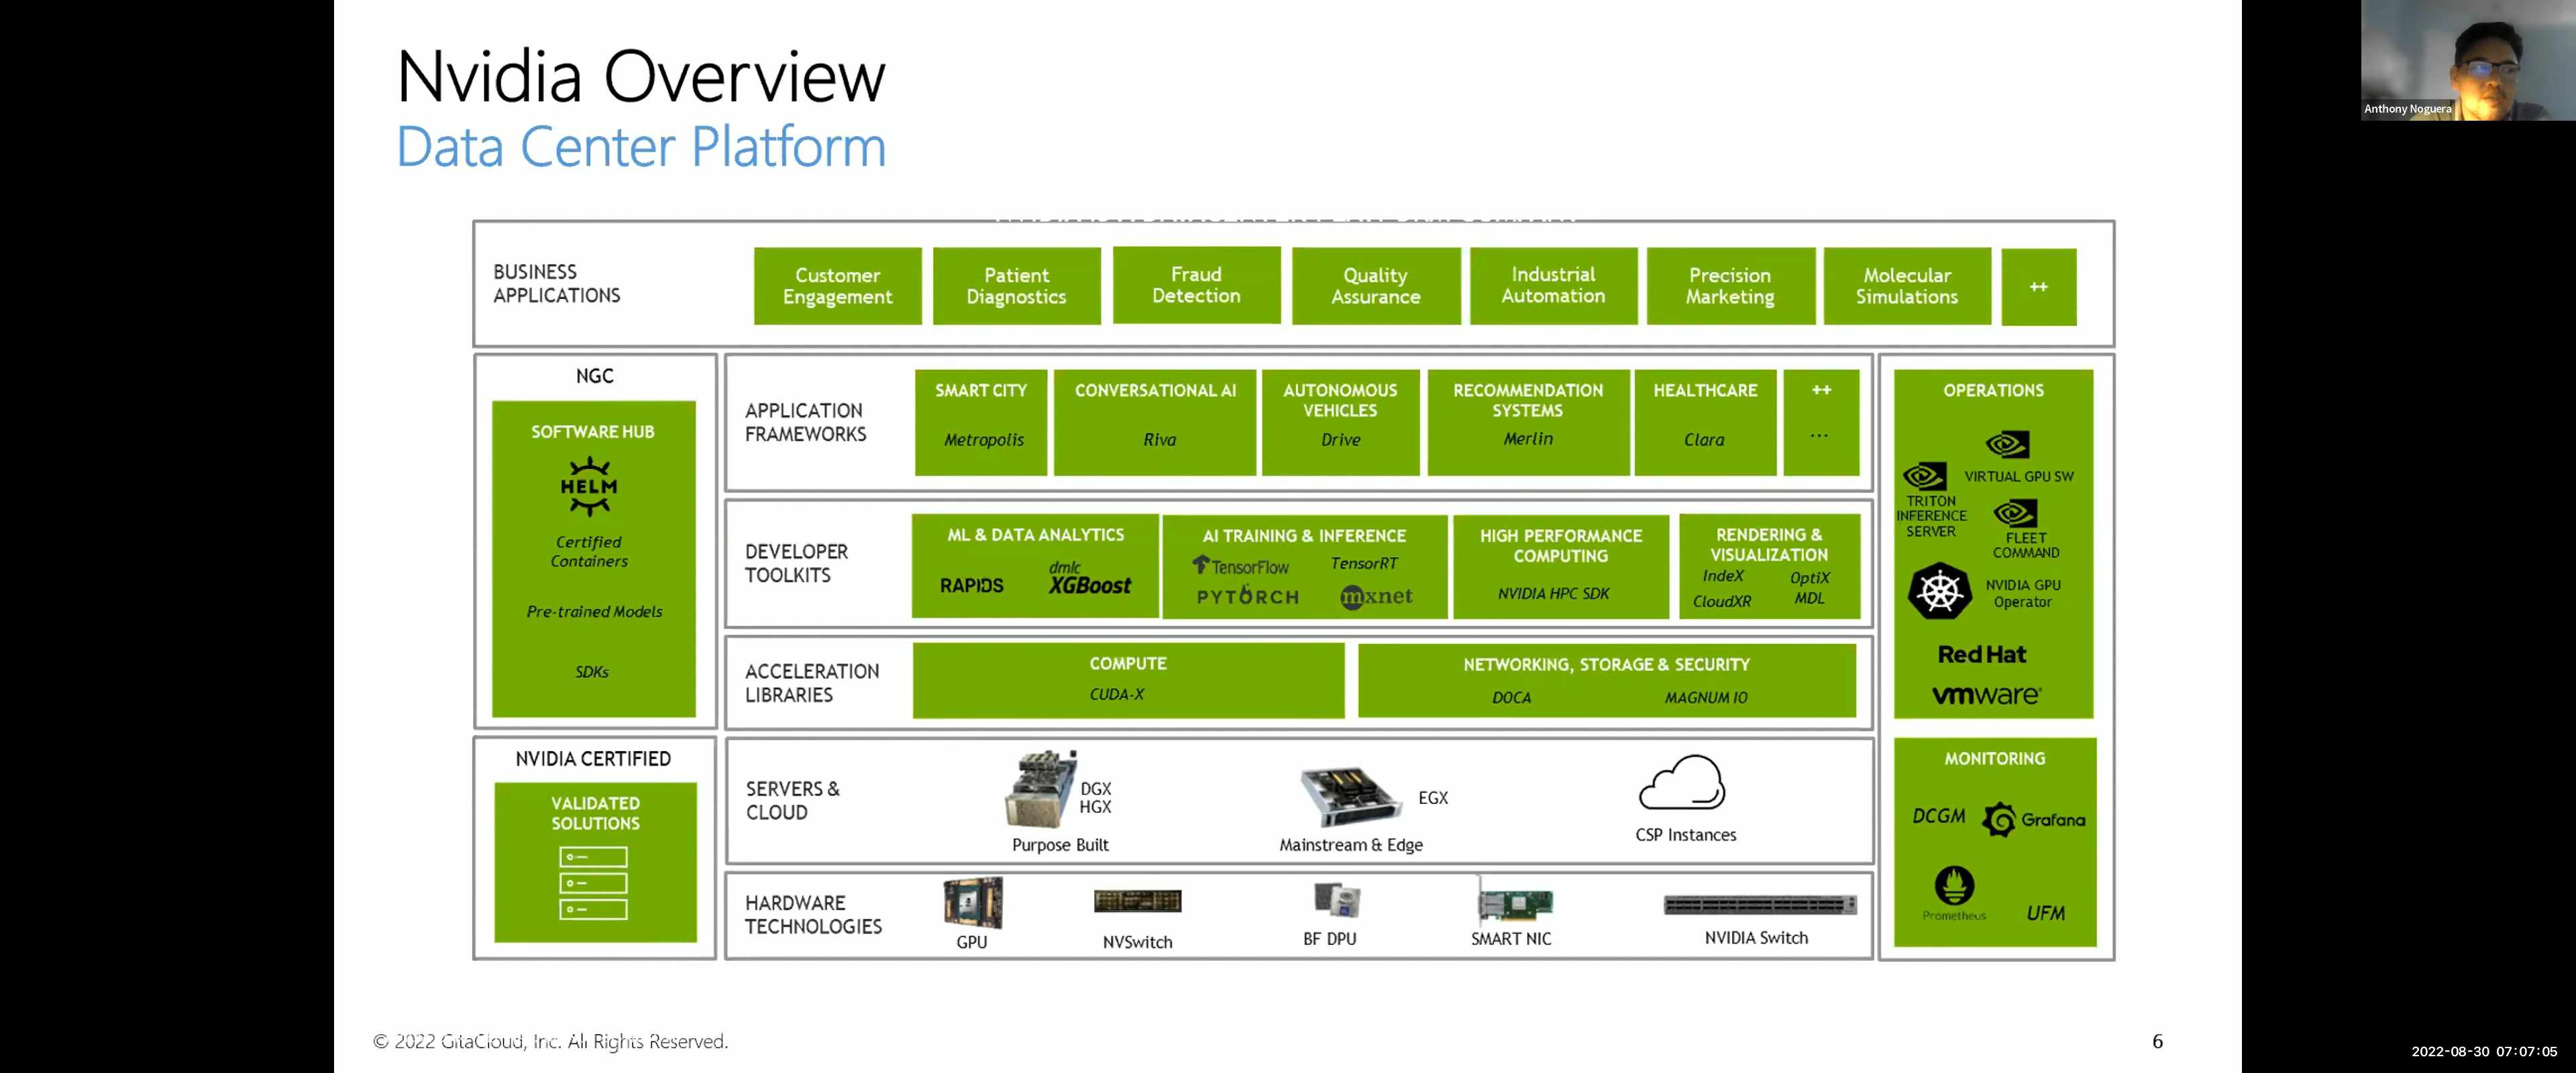 Nvidia Overview
Data Center Platform
Anthony Noguera
BUSINESS
APPLICATIONS
Customer
Engagement
Patient
Diagnostics
Fraud
Detection
Quality
Assurance
Industrial
Automation
Precision
Marketing
Molecular
Simulations
++
NGC
SOFTWARE HUB
HELM
Certified
Containers
Pre-trained Models
SDKs
APPLICATION
FRAMEWORKS
SMART CITY
Metropolis
CONVERSATIONAL AI
Riva
AUTONOMOUS
VEHICLES
Drive
RECOMMENDATION
SYSTEMS
Merlin
HEALTHCARE
Clara
++
...
DEVELOPER
TOOLKITS
ML & DATA ANALYTICS
RAPIDS
dmlc
XGBoost
AI TRAINING & INFERENCE
TensorFlow
TensorRT
PYTORCH
mxnet
HIGH PERFORMANCE
COMPUTING
NVIDIA HPC SDK
RENDERING &
VISUALIZATION
IndeX
OptiX
CloudXR
MDL
ACCELERATION
LIBRARIES
COMPUTE
CUDA-X
NETWORKING, STORAGE & SECURITY
DOCA
MAGNUM IO
OPERATIONS
VIRTUAL GPU SW
TRITON
INFERENCE
SERVER
FLEET
COMMAND
NVIDIA GPU
Operator
Red Hat
vmware
NVIDIA CERTIFIED
VALIDATED
SOLUTIONS
SERVERS &
CLOUD
DGX
HGX
Purpose Built
EGX
Mainstream & Edge
CSP Instances
HARDWARE
TECHNOLOGIES
GPU
NVSwitch
BF DPU
SMART NIC
NVIDIA Switch
MONITORING
DCGM
Grafana
Prometheus
UFM
© 2022 GitaCloud, Inc. All Rights Reserved.
6
2022-08-30 07:07:05